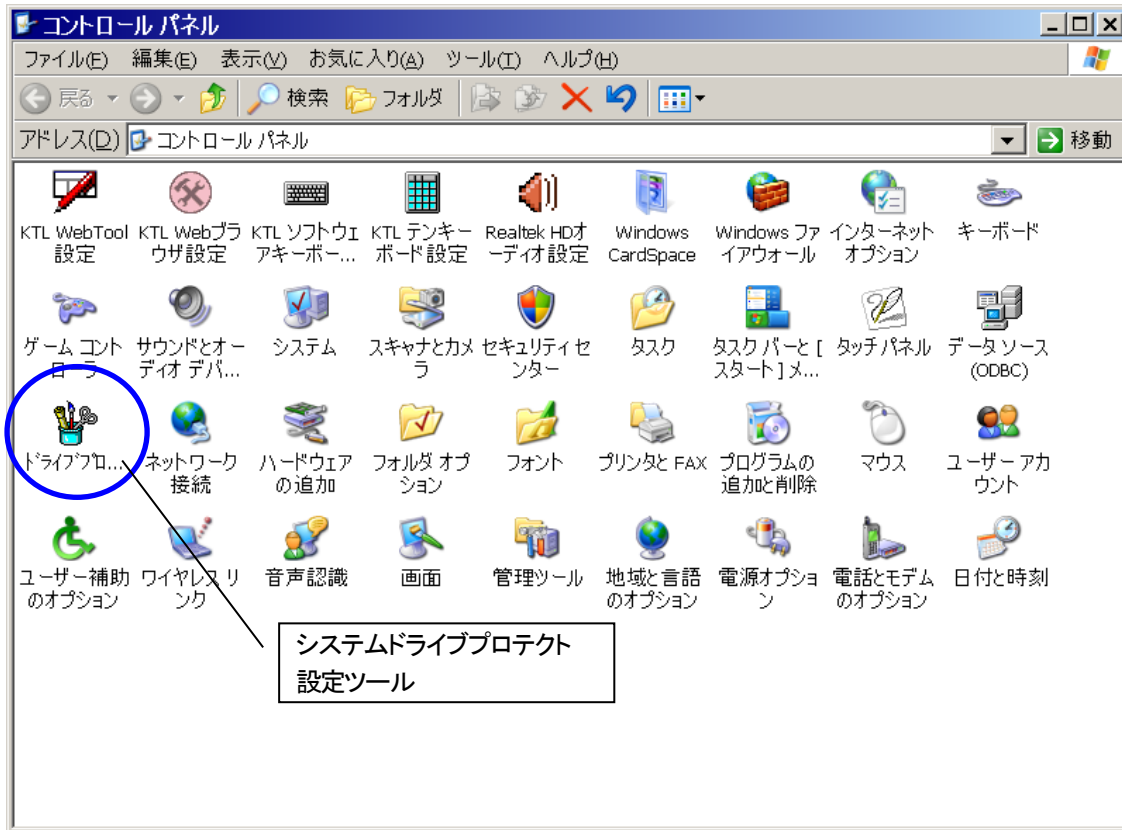 コントロール パネル
ファイル(F) 編集(E) 表示(V) お気に入り(A) ツール(T) ヘルプ(H)
戻る 検索 フォルダ
アドレス(D) コントロール パネル 移動
KTL WebTool
設定
KTL Webブラ
ウザ設定
KTL ソフトウェ
アキーボー...
KTL テンキー
ボード設定
Realtek HDオ
ーディオ設定
Windows
CardSpace
Windows ファ
イアウォール
インターネット
オプション
キーボード
ゲーム コント
ローラ
サウンドとオー
ディオ デバ...
システム
スキャナとカメ
ラ
セキュリティ セ
ンター
タスク
タスク バーと [
スタート] メ...
タッチパネル
データ ソース
(ODBC)
ﾄﾞﾗｲﾌﾞﾌﾟﾛ...
ネットワーク
接続
ハードウェア
の追加
フォルダ オプ
ション
フォント
プリンタと FAX
プログラムの
追加と削除
マウス
ユーザー アカ
ウント
ユーザー補助
のオプション
ワイヤレス リ
ンク
音声認識
画面
管理ツール
地域と言語
のオプション
電源オプショ
ン
電話とモデム
のオプション
日付と時刻
システムドライブプロテクト
設定ツール